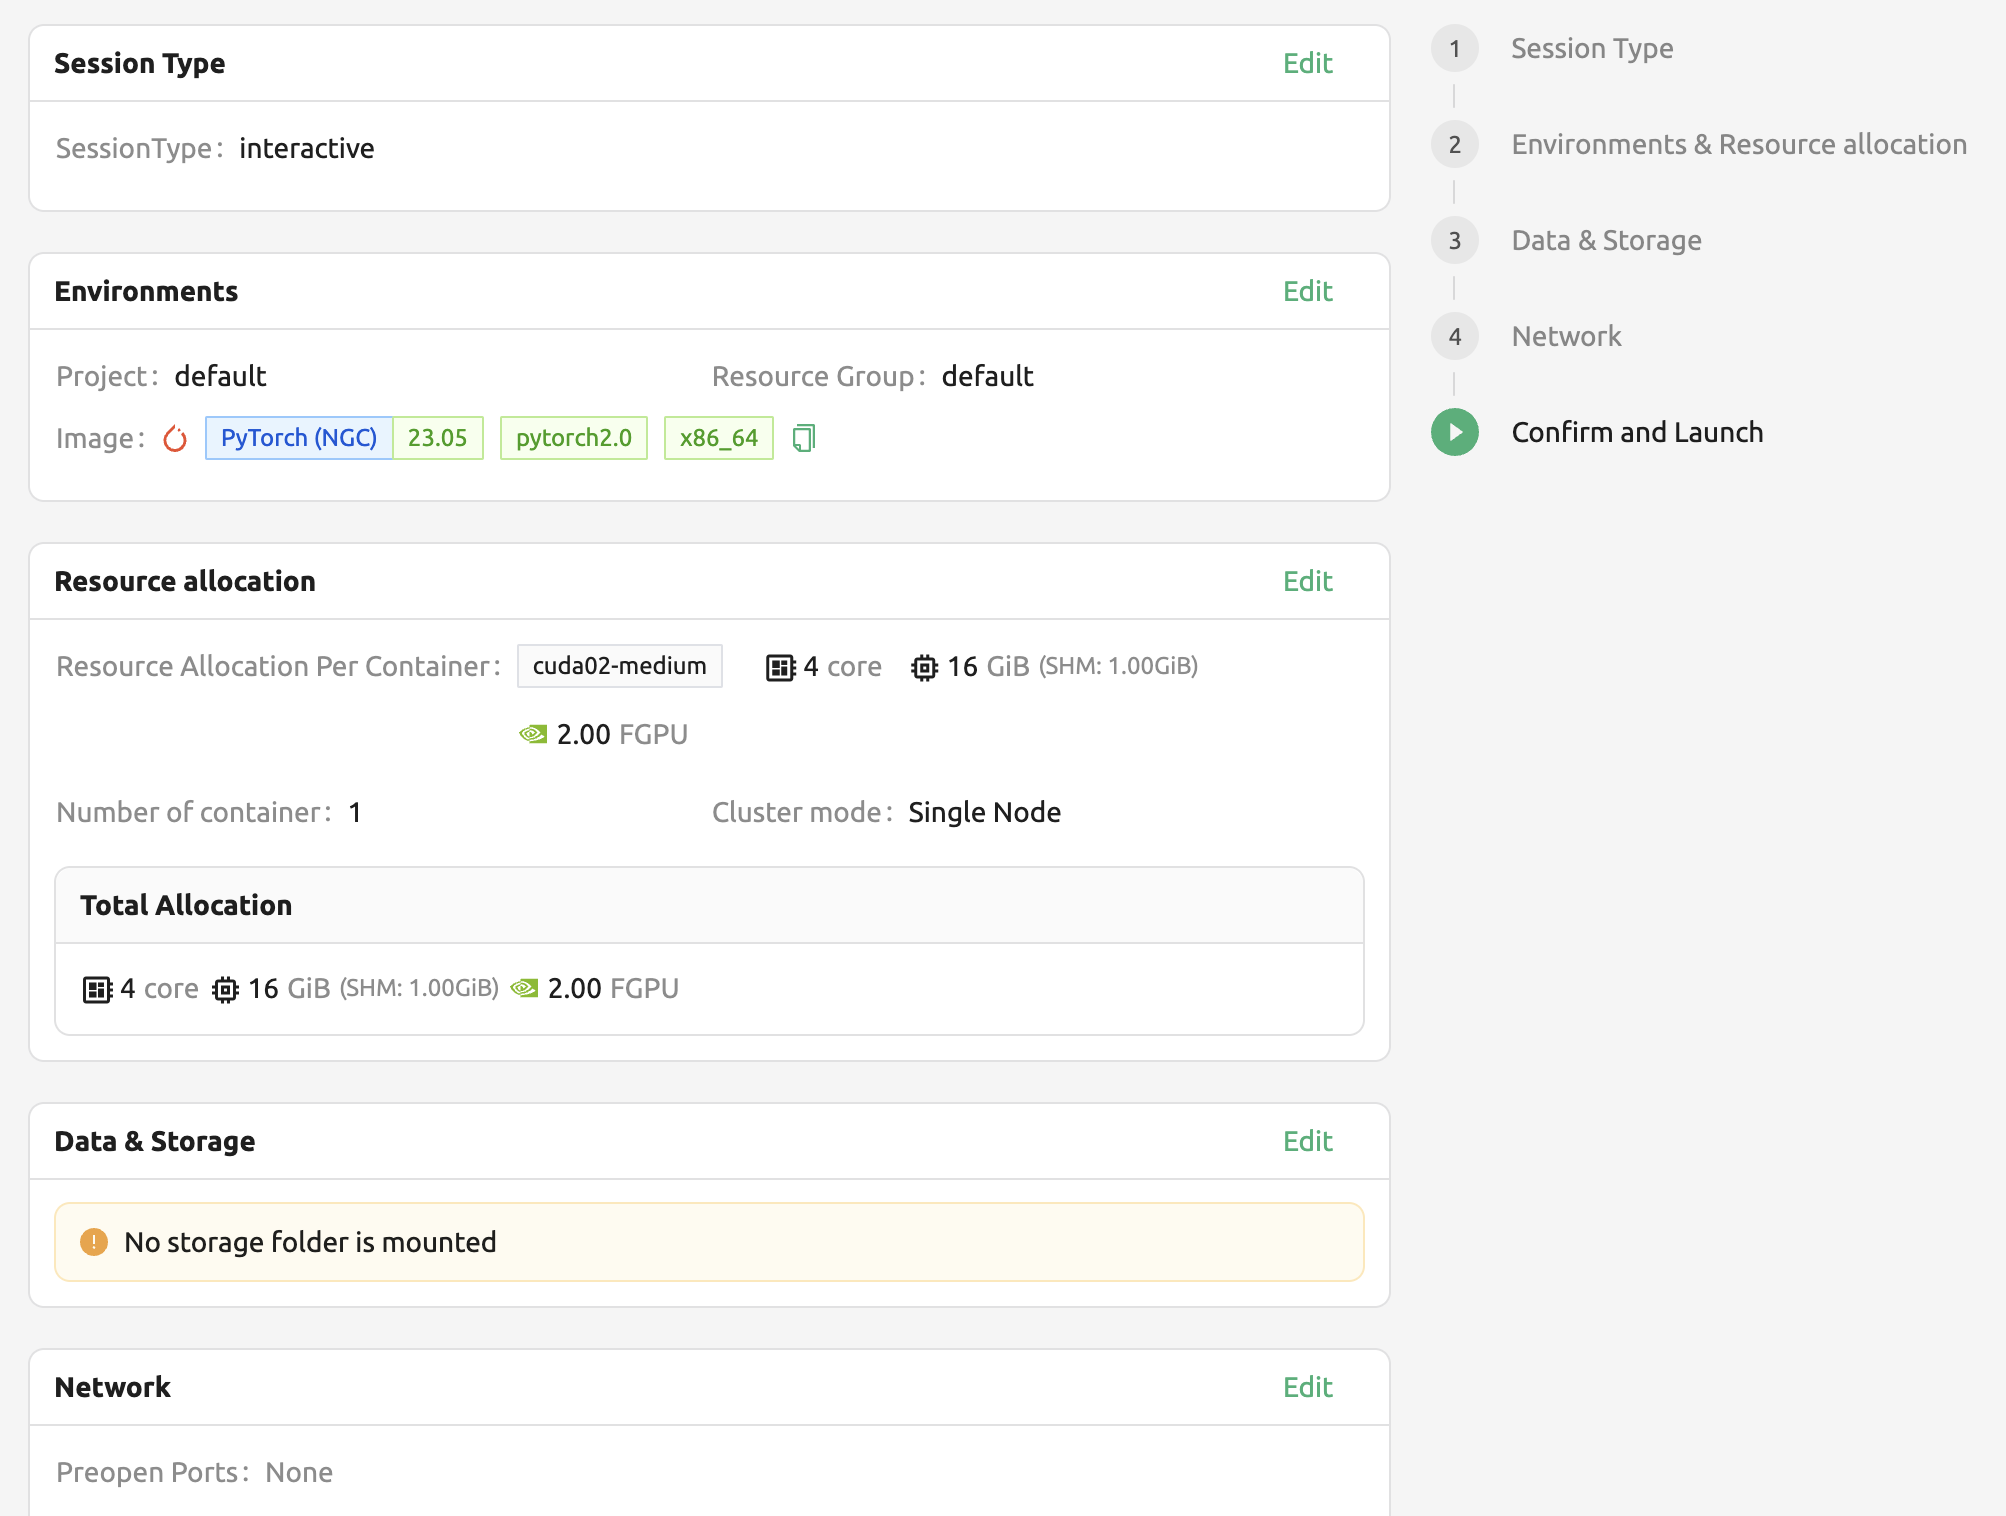 Session Type
Edit
SessionType: interactive
Environments
Edit
Project: default
Resource Group: default
Image: PyTorch (NGC) 23.05 pytorch2.0 x86_64
Resource allocation
Edit
Resource Allocation Per Container: cuda02-medium 4 core 16 GiB (SHM: 1.00GiB)
2.00 FGPU
Number of container: 1
Cluster mode: Single Node
Total Allocation
4 core 16 GiB (SHM: 1.00GiB) 2.00 FGPU
Data & Storage
Edit
No storage folder is mounted
Network
Edit
Preopen Ports: None
1 Session Type
2 Environments & Resource allocation
3 Data & Storage
4 Network
Confirm and Launch